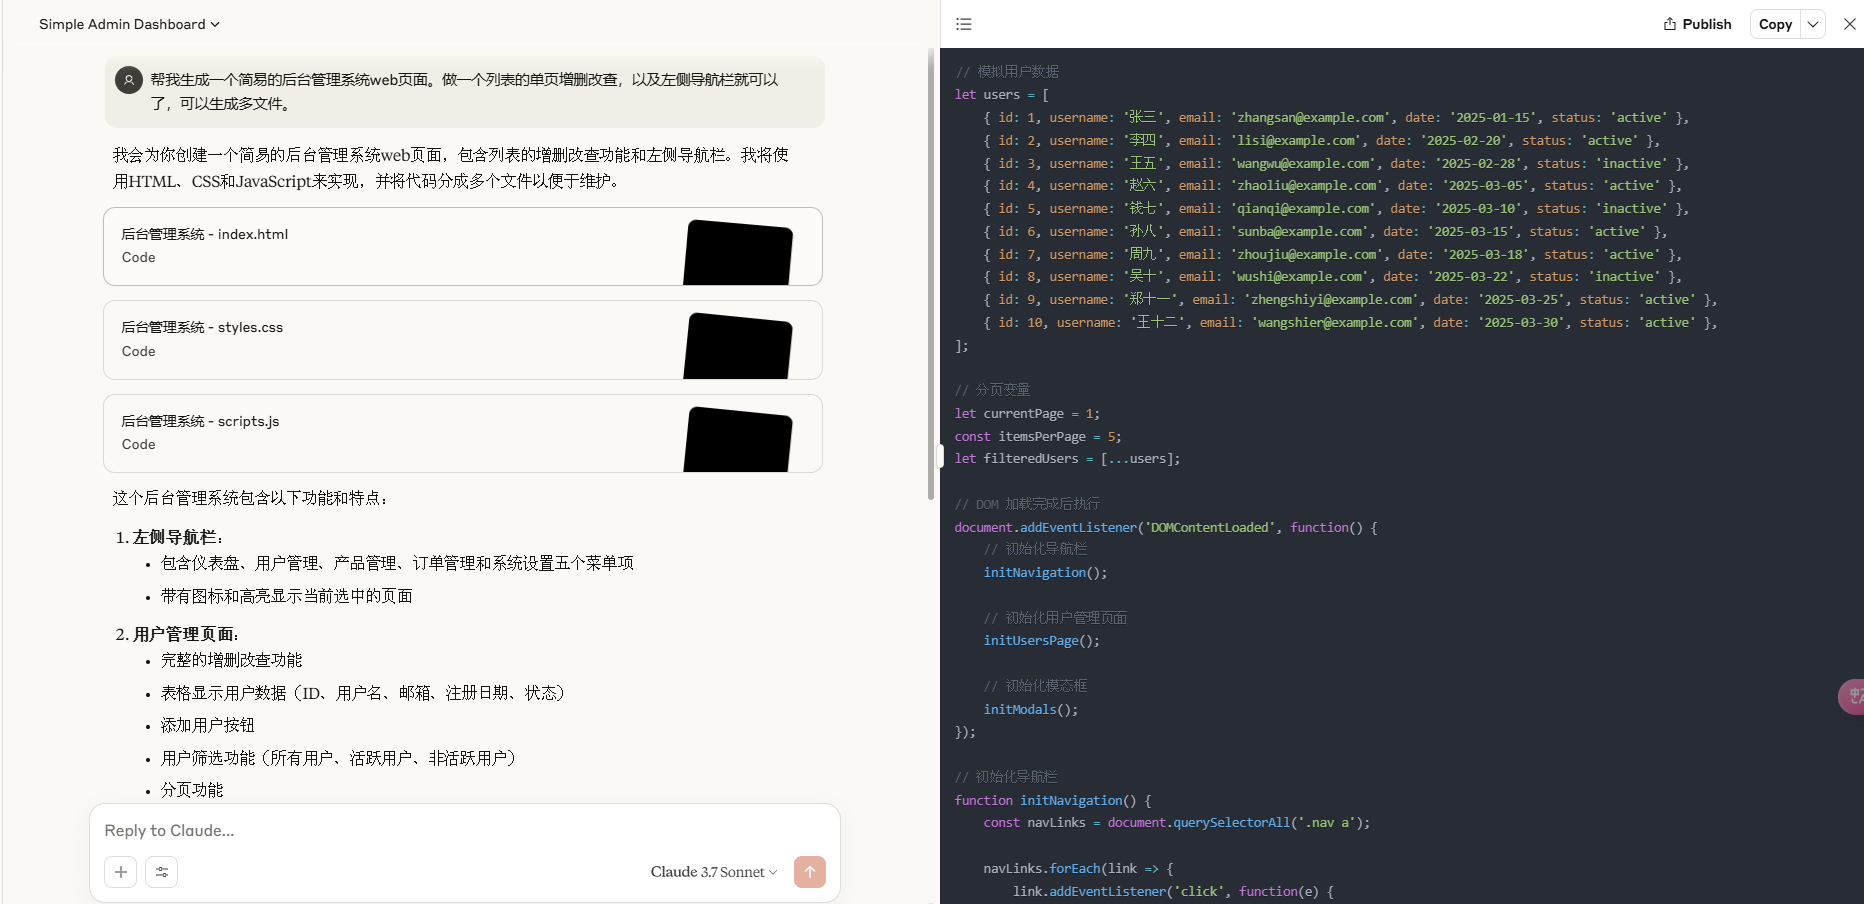 Simple Admin Dashboard
帮我生成一个简易的后台管理系统web页面。做一个列表的单页增删改查，以及左侧导航栏就可以
了，可以生成多文件。
我会为你创建一个简易的后台管理系统web页面，包含列表的增删改查功能和左侧导航栏。我将使
用HTML、CSS和JavaScript来实现，并将代码分成多个文件以便于维护。
后台管理系统 - index.html
Code
后台管理系统 - styles.css
Code
后台管理系统 - scripts.js
Code
这个后台管理系统包含以下功能和特点：
1. 左侧导航栏：
• 包含仪表盘、用户管理、产品管理、订单管理和系统设置五个菜单项
• 带有图标和高亮显示当前选中的页面
2. 用户管理页面：
• 完整的增删改查功能
• 表格显示用户数据（ID、用户名、邮箱、注册日期、状态）
• 添加用户按钮
• 用户筛选功能（所有用户、活跃用户、非活跃用户）
• 分页功能
Reply to Claude...
Claude 3.7 Sonnet
Publish
Copy
// 模拟用户数据
let users = [
{ id: 1, username: '张三', email: 'zhangsan@example.com', date: '2025-01-15', status: 'active' },
{ id: 2, username: '李四', email: 'lisi@example.com', date: '2025-02-20', status: 'active' },
{ id: 3, username: '王五', email: 'wangwu@example.com', date: '2025-02-28', status: 'inactive' },
{ id: 4, username: '赵六', email: 'zhaoliu@example.com', date: '2025-03-05', status: 'active' },
{ id: 5, username: '钱七', email: 'qianqi@example.com', date: '2025-03-10', status: 'inactive' },
{ id: 6, username: '孙八', email: 'sunba@example.com', date: '2025-03-15', status: 'active' },
{ id: 7, username: '周九', email: 'zhoujiu@example.com', date: '2025-03-18', status: 'active' },
{ id: 8, username: '吴十', email: 'wushi@example.com', date: '2025-03-22', status: 'inactive' },
{ id: 9, username: '郑十一', email: 'zhengshiyi@example.com', date: '2025-03-25', status: 'active' },
{ id: 10, username: '王十二', email: 'wangshier@example.com', date: '2025-03-30', status: 'active' },
];
// 分页变量
let currentPage = 1;
const itemsPerPage = 5;
let filteredUsers = [...users];
// DOM 加载完成后执行
document.addEventListener('DOMContentLoaded', function() {
// 初始化导航栏
initNavigation();
// 初始化用户管理页面
initUsersPage();
// 初始化模态框
initModals();
});
// 初始化导航栏
function initNavigation() {
const navLinks = document.querySelectorAll('.nav a');
navLinks.forEach(link => {
link.addEventListener('click', function(e) {